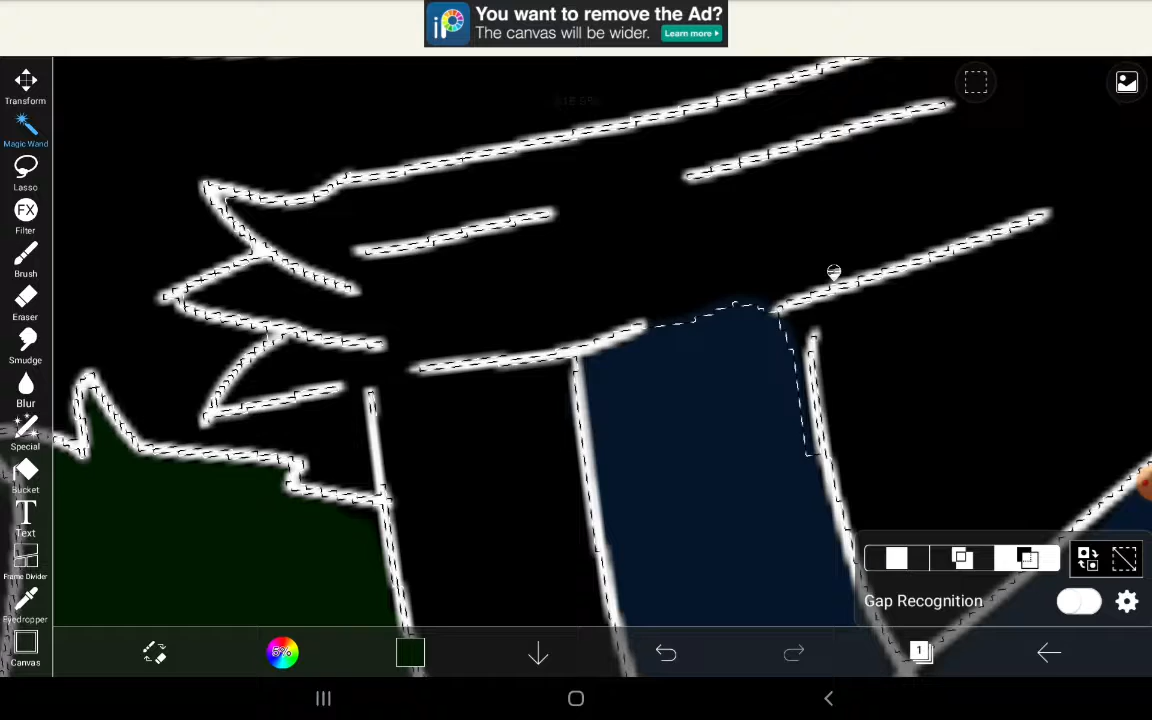 You want to remove the Ad?
The canvas will be wider.
Learn more
Transform
Magic Wand
Lasso
FX
Filter
Brush
Eraser
Smudge
Blur
Special
Bucket
T
Text
Frame Divider
Eyedropper
Canvas
Gap Recognition
5%
1